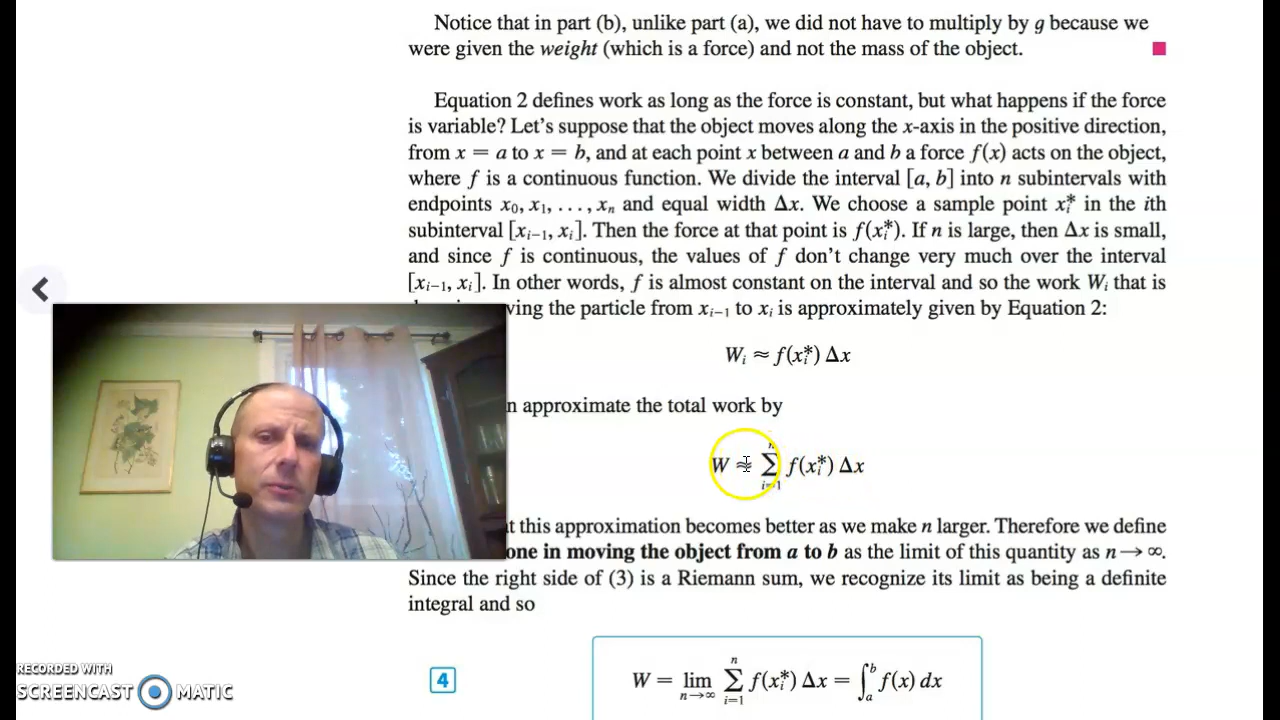 Notice that in part (b), unlike part (a), we did not have to multiply by g because we
were given the weight (which is a force) and not the mass of the object.
Equation 2 defines work as long as the force is constant, but what happens if the force
is variable? Let's suppose that the object moves along the x-axis in the positive direction,
from x = a to x = b, and at each point x between a and b a force f(x) acts on the object,
where f is a continuous function. We divide the interval [a, b] into n subintervals with
endpoints x₀, x₁, . . . , xₙ and equal width Δx. We choose a sample point xᵢ* in the ith
subinterval [xᵢ₋₁, xᵢ]. Then the force at that point is f(xᵢ*). If n is large, then Δx is small,
and since f is continuous, the values of f don't change very much over the interval
[xᵢ₋₁, xᵢ]. In other words, f is almost constant on the interval and so the work Wᵢ that is
ving the particle from xᵢ₋₁ to xᵢ is approximately given by Equation 2:
Wᵢ ≈ f(xᵢ*) Δx
n approximate the total work by
W ≈ ∑ᵢ₌₁ⁿ f(xᵢ*) Δx
t this approximation becomes better as we make n larger. Therefore we define
one in moving the object from a to b as the limit of this quantity as n → ∞.
Since the right side of (3) is a Riemann sum, we recognize its limit as being a definite
integral and so
4 W = lim n→∞ ∑ᵢ₌₁ⁿ f(xᵢ*) Δx = ∫ₐᵇ f(x) dx
RECORDED WITH
SCREENCAST MATIC